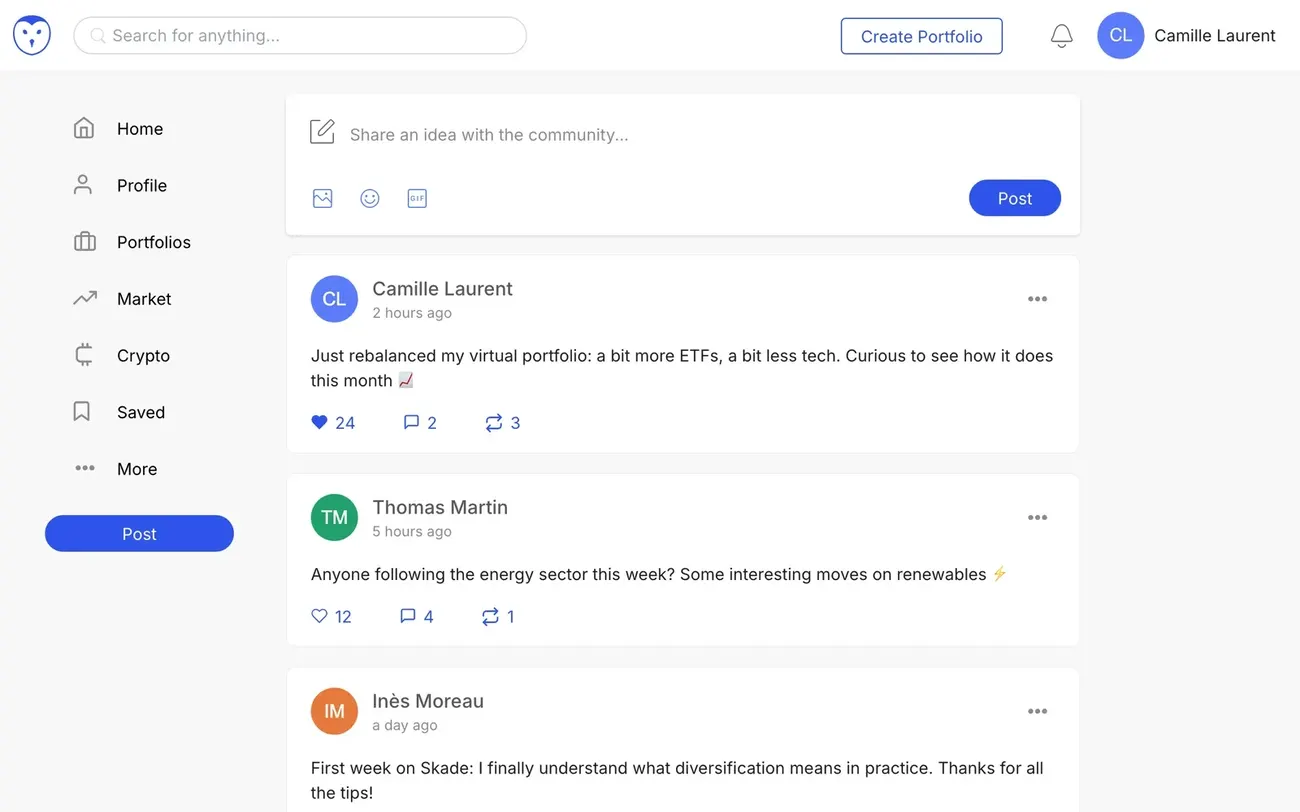 Search for anything...
Create Portfolio
CL
Camille Laurent
Home
Profile
Portfolios
Market
Crypto
Saved
More
Post
Share an idea with the community...
GIF
Post
CL
Camille Laurent
2 hours ago
Just rebalanced my virtual portfolio: a bit more ETFs, a bit less tech. Curious to see how it does
this month 📈
24 2 3
TM
Thomas Martin
5 hours ago
Anyone following the energy sector this week? Some interesting moves on renewables ⚡
12 4 1
IM
Inès Moreau
a day ago
First week on Skade: I finally understand what diversification means in practice. Thanks for all
the tips!